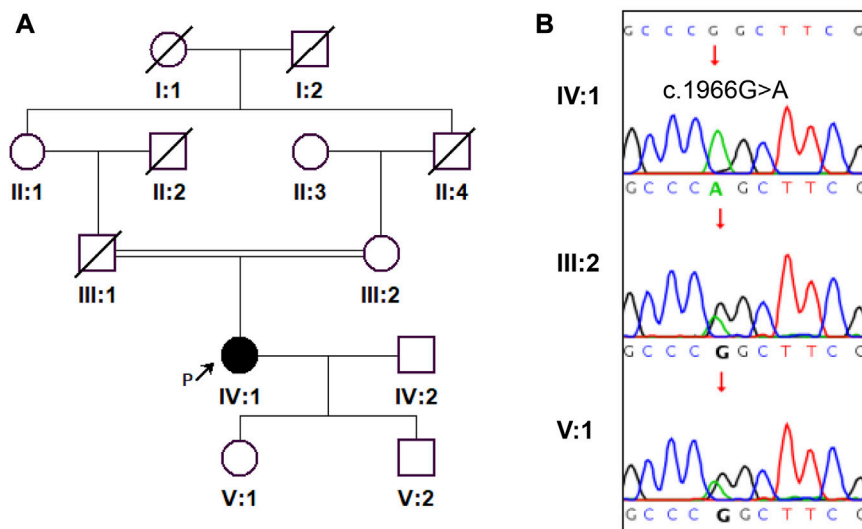 A
I:1 I:2
II:1 II:2 II:3 II:4
III:1 III:2
P
IV:1 IV:2
V:1 V:2
B
G C C C G G C T T C G
IV:1
c.1966G>A
G C C C A G C T T C G
III:2
G C C C G G C T T C G
V:1
G C C C G G C T T C G